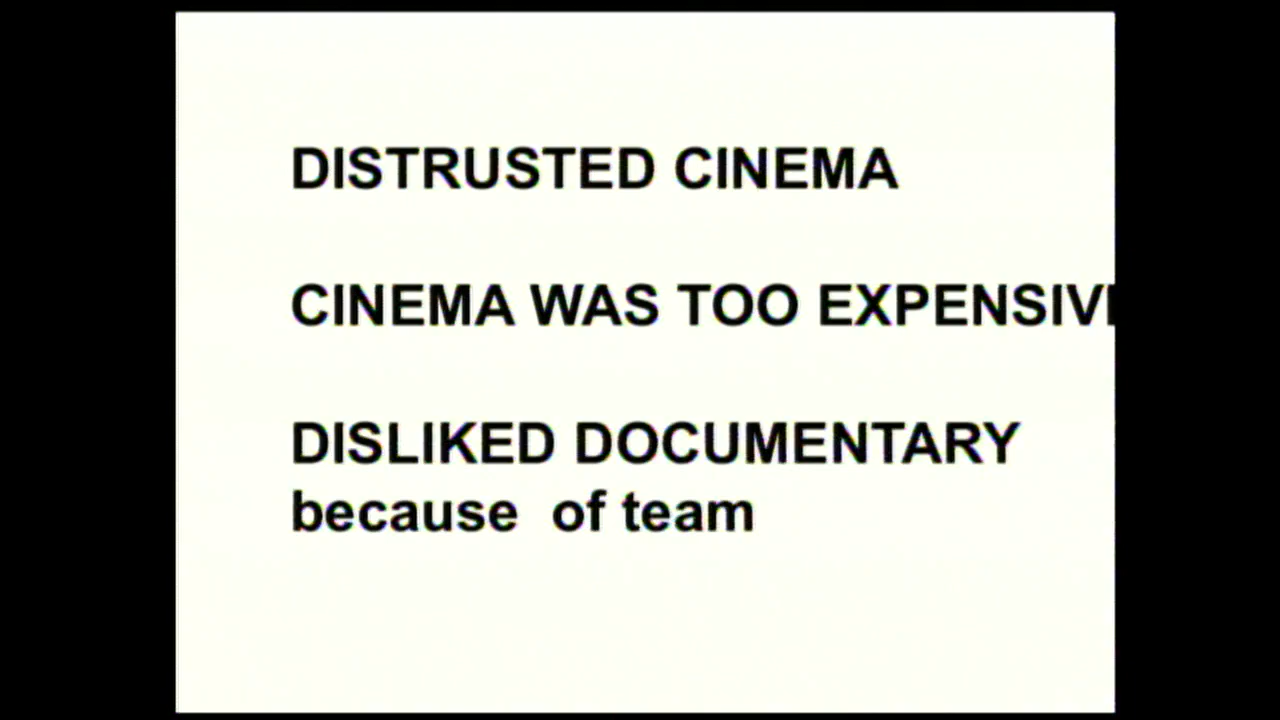 DISTRUSTED CINEMA
CINEMA WAS TOO EXPENSIV
DISLIKED DOCUMENTARY
because  of team